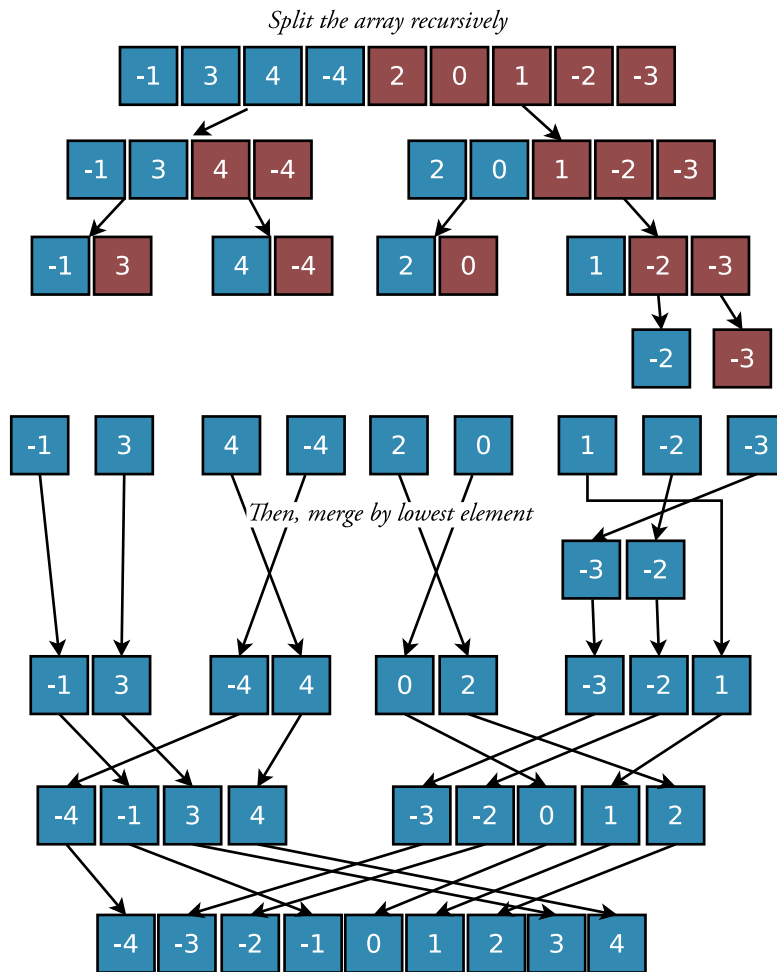 Split the array recursively
-1 3 4 -4 2 0 1 -2 -3
-1 3 4 -4 2 0 1 -2 -3
-1 3 4 -4 2 0 1 -2 -3
-2 -3
-1 3 4 -4 2 0 1 -2 -3
Then, merge by lowest element
-3 -2
-1 3 -4 4 0 2 -3 -2 1
-4 -1 3 4 -3 -2 0 1 2
-4 -3 -2 -1 0 1 2 3 4